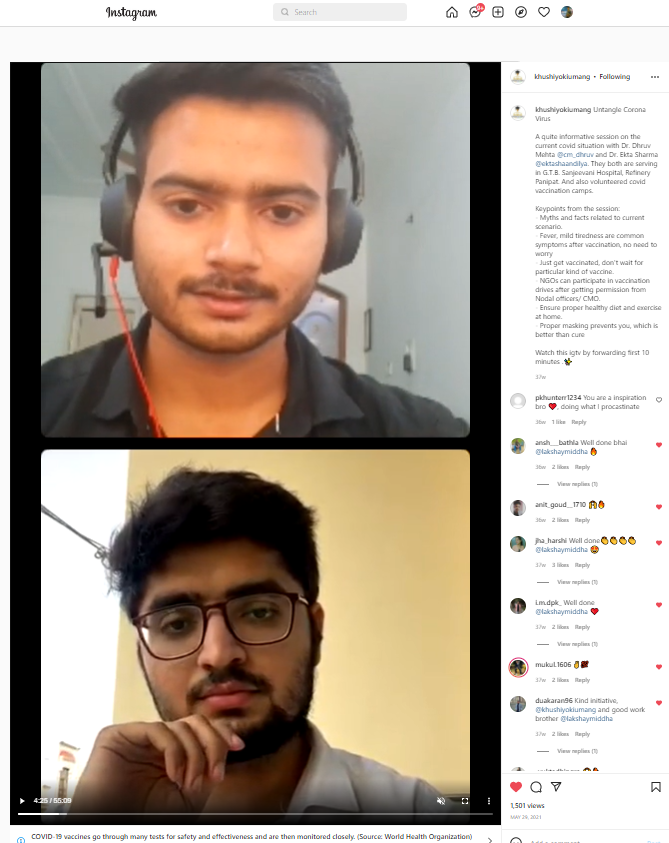 Instagram
Search
9+
khushiyokiumang • Following
khushiyokiumang Untangle Corona
Virus
A quite informative session on the
current covid situation with Dr. Dhruv
Mehta @cm_dhruv and Dr. Ekta Sharma
@ektashaandilya. They both are serving
in G.T.B. Sanjeevani Hospital, Refinery
Panipat. And also volunteered covid
vaccination camps.
Keypoints from the session:
· Myths and facts related to current
scenario.
· Fever, mild tiredness are common
symptoms after vaccination, no need to
worry
· Just get vaccinated, don't wait for
particular kind of vaccine.
· NGOs can participate in vaccination
drives after getting permission from
Nodal officers/ CMO.
· Ensure proper healthy diet and exercise
at home.
· Proper masking prevents you, which is
better than cure
Watch this igtv by forwarding first 10
minutes
37w
pkhunterr1234 You are a inspiration
bro ❤️, doing what i procastinate
36w 1 like Reply
ansh__bathla Well done bhai
@lakshaymiddha 🔥
36w 2 likes Reply
View replies (1)
anit_goud__1710 🙌🔥
36w 2 likes Reply
jha_harshi Well done👏👏👏👏
@lakshaymiddha 😍
37w 3 likes Reply
View replies (1)
i.m.dpk_ Well done
@lakshaymiddha ❤️
37w 2 likes Reply
View replies (1)
mukul.1606
37w 2 likes Reply
duakaran96 Kind initiative,
@khushiyokiumang and good work
brother @lakshaymiddha
37w 2 likes Reply
View replies (1)
4:25 / 55:09
1,501 views
MAY 29, 2021
COVID-19 vaccines go through many tests for safety and effectiveness and are then monitored closely. (Source: World Health Organization)